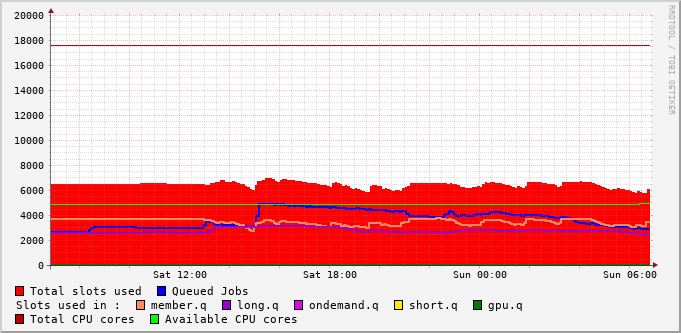 RRDTOOL / TOBI OETIKER
20000
18000
16000
14000
12000
10000
8000
6000
4000
2000
0
Sat 12:00 Sat 18:00 Sun 00:00 Sun 06:00
Total slots used Queued Jobs
Slots used in : member.q long.q ondemand.q short.q gpu.q
Total CPU cores Available CPU cores